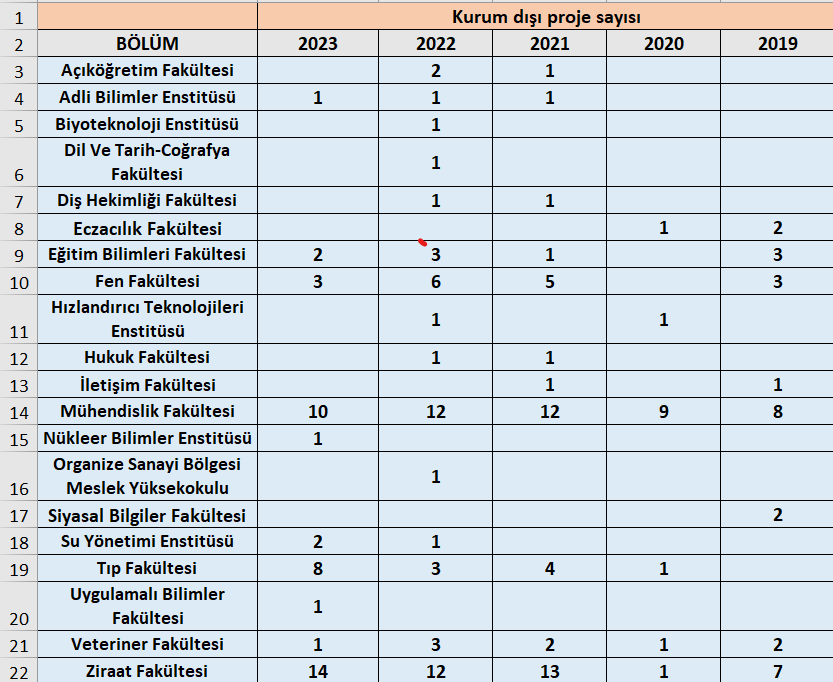 1 Kurum dışı proje sayısı
2 BÖLÜM 2023 2022 2021 2020 2019
3 Açıköğretim Fakültesi 2 1
4 Adli Bilimler Enstitüsü 1 1 1
5 Biyoteknoloji Enstitüsü 1
Dil Ve Tarih-Coğrafya
6 Fakültesi 1
7 Diş Hekimliği Fakültesi 1 1
8 Eczacılık Fakültesi 1 2
9 Eğitim Bilimleri Fakültesi 2 3 1 3
10 Fen Fakültesi 3 6 5 3
Hızlandırıcı Teknolojileri
11 Enstitüsü 1 1
12 Hukuk Fakültesi 1 1
13 İletişim Fakültesi 1 1
14 Mühendislik Fakültesi 10 12 12 9 8
15 Nükleer Bilimler Enstitüsü 1
Organize Sanayi Bölgesi
16 Meslek Yüksekokulu 1
17 Siyasal Bilgiler Fakültesi 2
18 Su Yönetimi Enstitüsü 2 1
19 Tıp Fakültesi 8 3 4 1
Uygulamalı Bilimler
20 Fakültesi 1
21 Veteriner Fakültesi 1 3 2 1 2
22 Ziraat Fakültesi 14 12 13 1 7